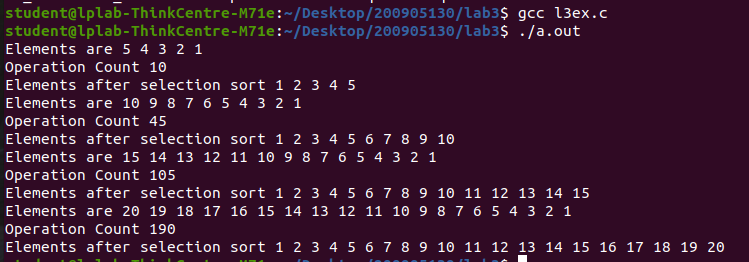 student@lplab-ThinkCentre-M71e:~/Desktop/200905130/lab3$ gcc l3ex.c
student@lplab-ThinkCentre-M71e:~/Desktop/200905130/lab3$ ./a.out
Elements are 5 4 3 2 1
Operation Count 10
Elements after selection sort 1 2 3 4 5
Elements are 10 9 8 7 6 5 4 3 2 1
Operation Count 45
Elements after selection sort 1 2 3 4 5 6 7 8 9 10
Elements are 15 14 13 12 11 10 9 8 7 6 5 4 3 2 1
Operation Count 105
Elements after selection sort 1 2 3 4 5 6 7 8 9 10 11 12 13 14 15
Elements are 20 19 18 17 16 15 14 13 12 11 10 9 8 7 6 5 4 3 2 1
Operation Count 190
Elements after selection sort 1 2 3 4 5 6 7 8 9 10 11 12 13 14 15 16 17 18 19 20